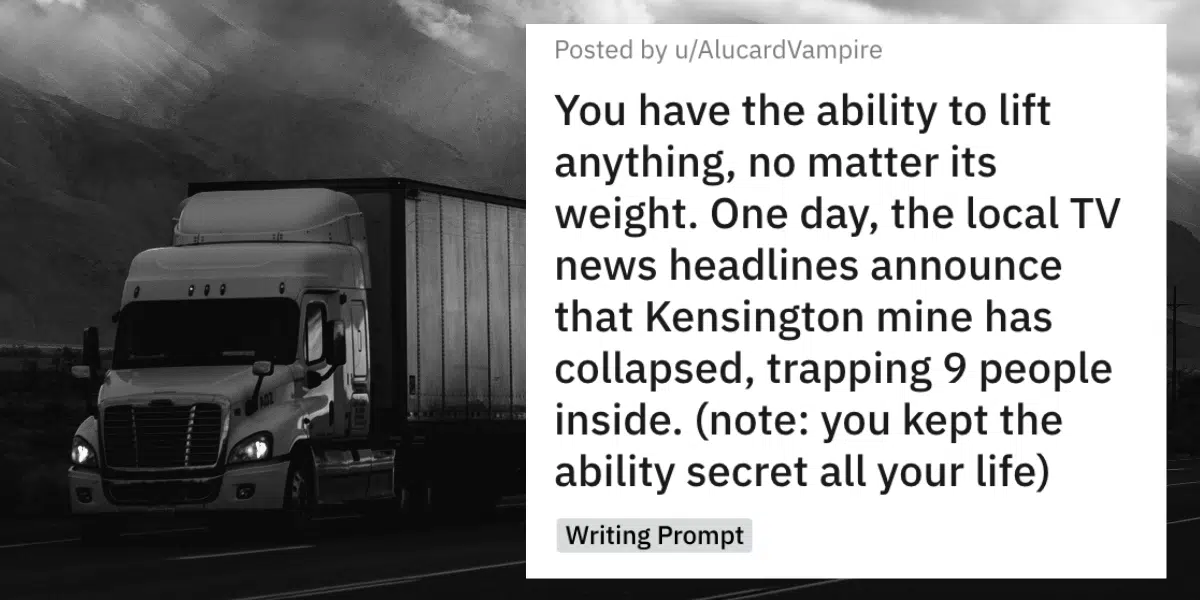 Posted by u/AlucardVampire
You have the ability to lift
anything, no matter its
weight. One day, the local TV
news headlines announce
that Kensington mine has
collapsed, trapping 9 people
inside. (note: you kept the
ability secret all your life)
Writing Prompt